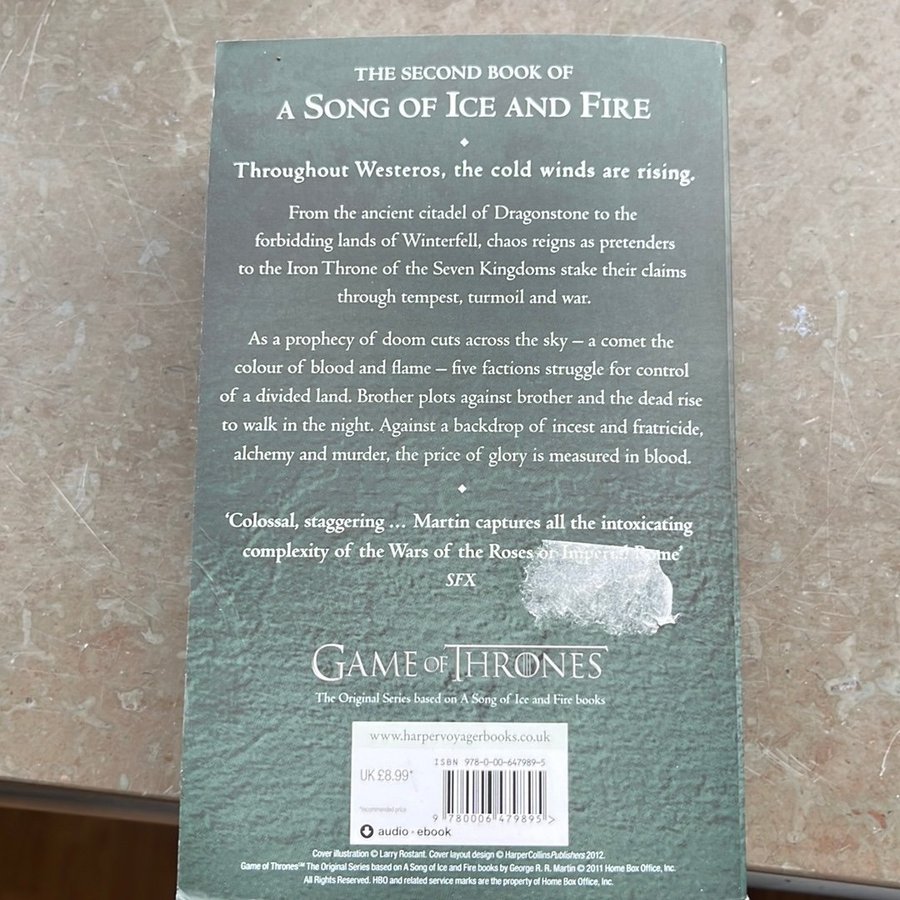 THE SECOND BOOK OF
A SONG OF ICE AND FIRE
Throughout Westeros, the cold winds are rising.
From the ancient citadel of Dragonstone to the
forbidding lands of Winterfell, chaos reigns as pretenders
to the Iron Throne of the Seven Kingdoms stake their claims
through tempest, turmoil and war.
As a prophecy of doom cuts across the sky – a comet the
colour of blood and flame – five factions struggle for control
of a divided land. Brother plots against brother and the dead rise
to walk in the night. Against a backdrop of incest and fratricide,
alchemy and murder, the price of glory is measured in blood.
‘Colossal, staggering … Martin captures all the intoxicating
complexity of the Wars of the Roses or Imperial Rome’
SFX
GAME OF THRONES
The Original Series based on A Song of Ice and Fire books
www.harpervoyagerbooks.co.uk
ISBN 978-0-00-647989-5
UK £8.99*
*recommended price
9 780006 479895 >
audio · ebook
Cover illustration © Larry Rostant. Cover layout design © HarperCollinsPublishers 2012.
Game of Thrones℠ The Original Series based on A Song of Ice and Fire books by George R. R. Martin © 2011 Home Box Office, Inc.
All Rights Reserved. HBO and related service marks are the property of Home Box Office, Inc.